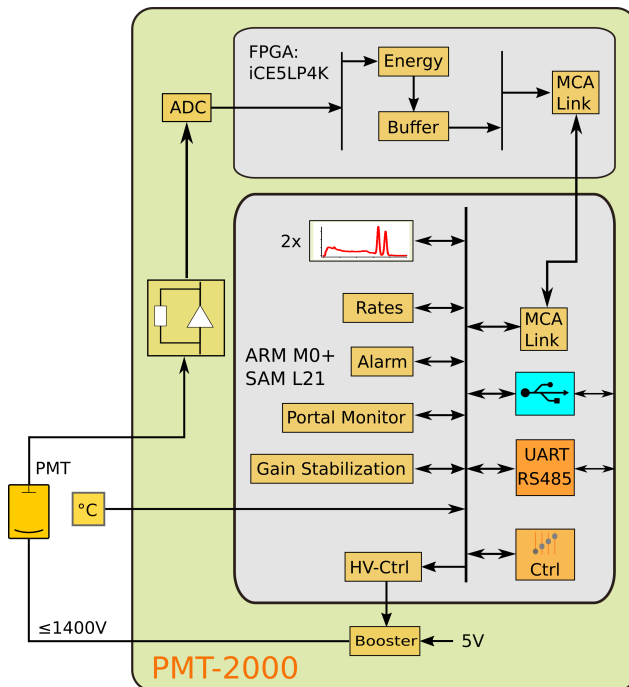 FPGA:
iCE5LP4K
Energy
MCA
Link
ADC
Buffer
2x
Rates
MCA
Link
ARM M0+
SAM L21
Alarm
Portal Monitor
UART
RS485
Gain Stabilization
PMT
°C
HV-Ctrl
Ctrl
≤1400V
Booster
5V
PMT-2000